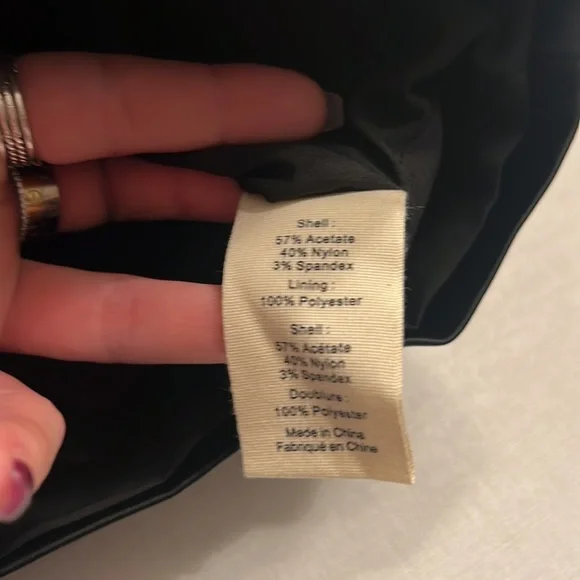 Shell :
57% Acetate
40% Nylon
3% Spandex
Lining :
100% Polyester
Shell :
57% Acétate
40% Nylon
3% Spandex
Doublure :
100% Polyester
Made in China
Fabriqué en Chine